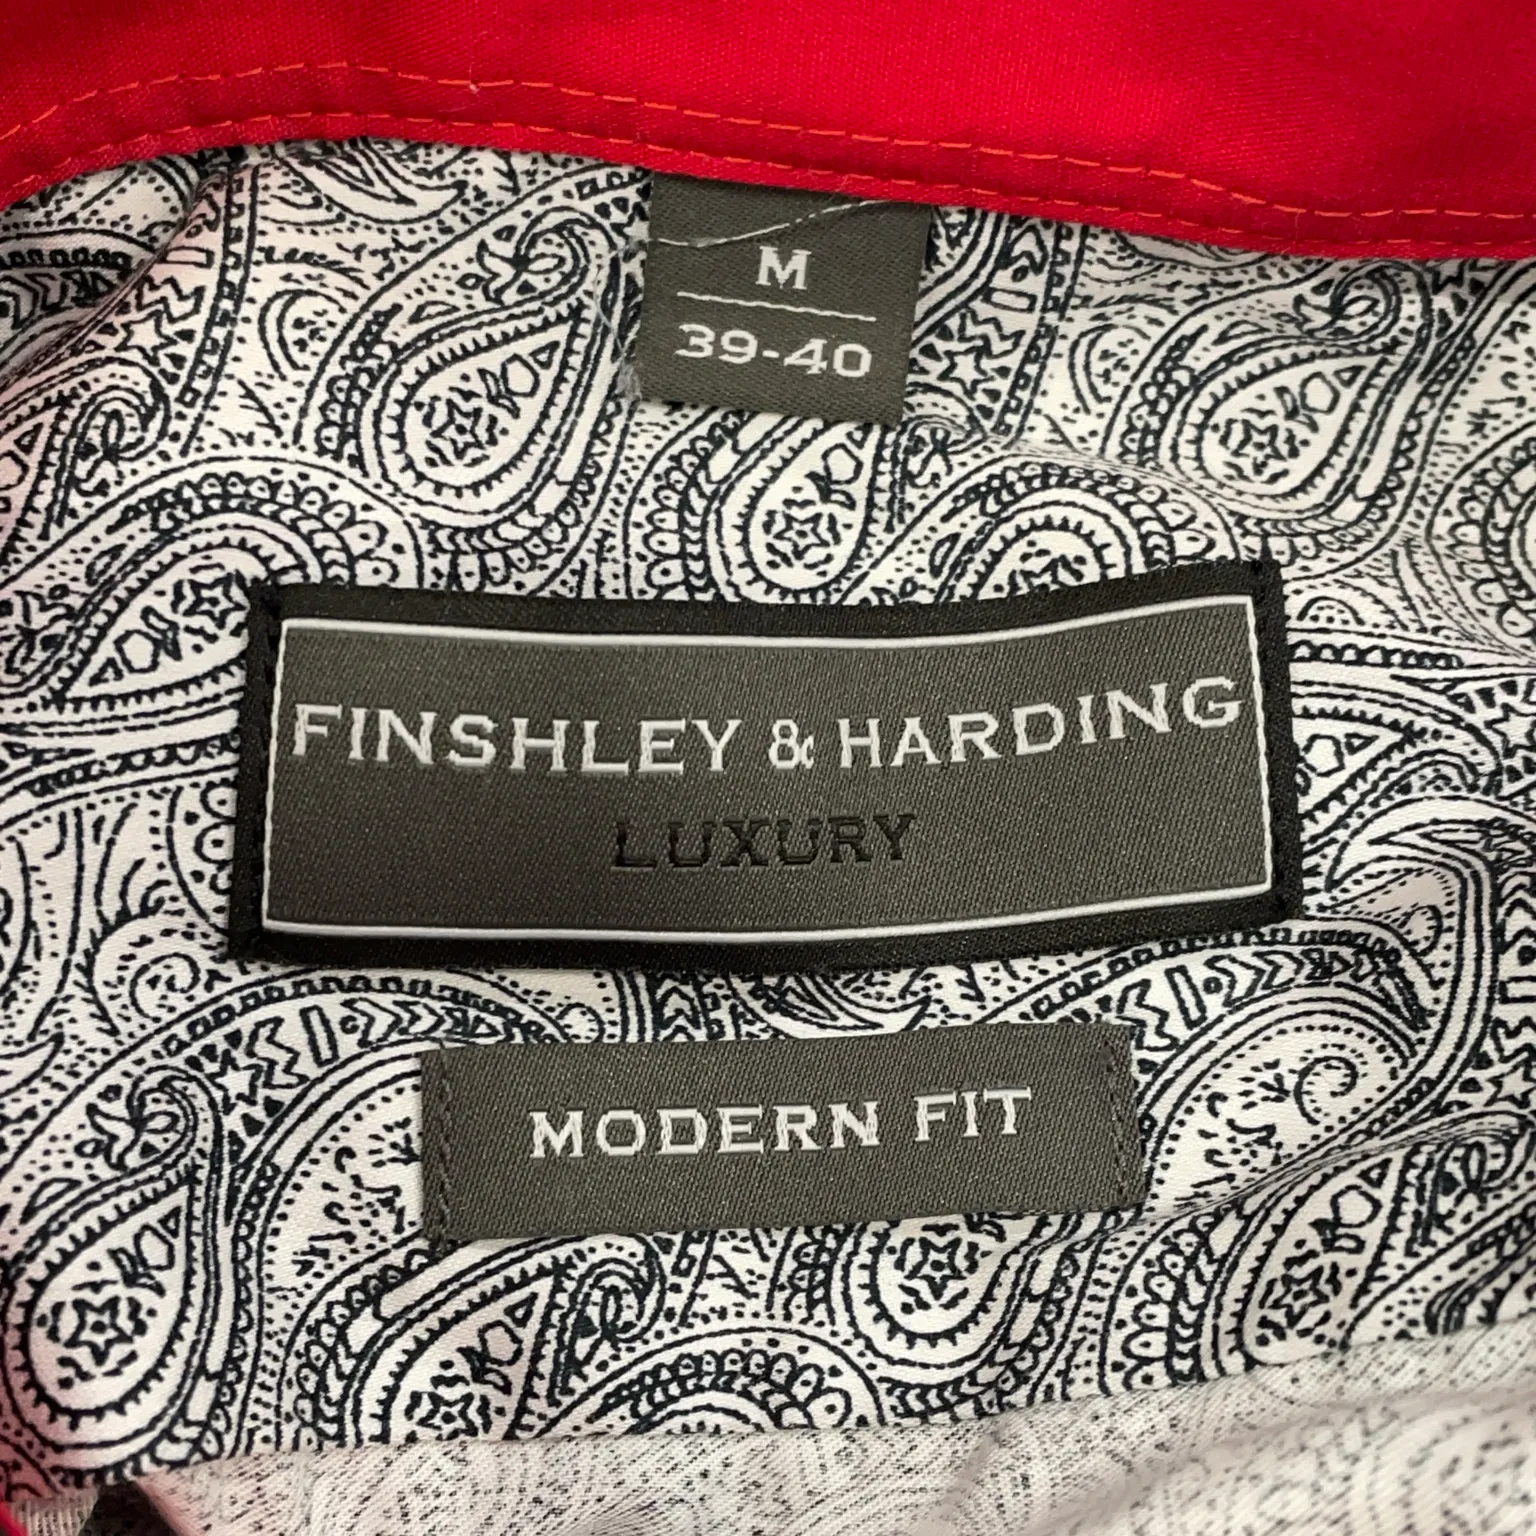 M
39-40
FINSHLEY & HARDING
LUXURY
MODERN FIT